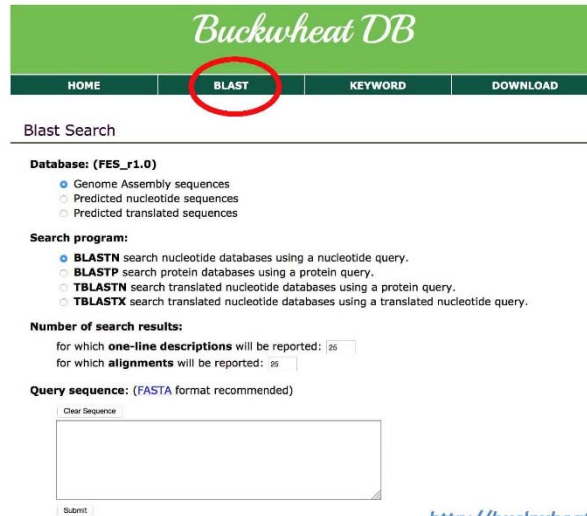 Buckwheat DB
HOME BLAST KEYWORD DOWNLOAD
Blast Search
Database: (FES_r1.0)
Genome Assembly sequences
Predicted nucleotide sequences
Predicted translated sequences
Search program:
BLASTN search nucleotide databases using a nucleotide query.
BLASTP search protein databases using a protein query.
TBLASTN search translated nucleotide databases using a protein query.
TBLASTX search translated nucleotide databases using a translated nucleotide query.
Number of search results:
for which one-line descriptions will be reported: 25
for which alignments will be reported: 25
Query sequence: (FASTA format recommended)
Clear Sequence
Submit